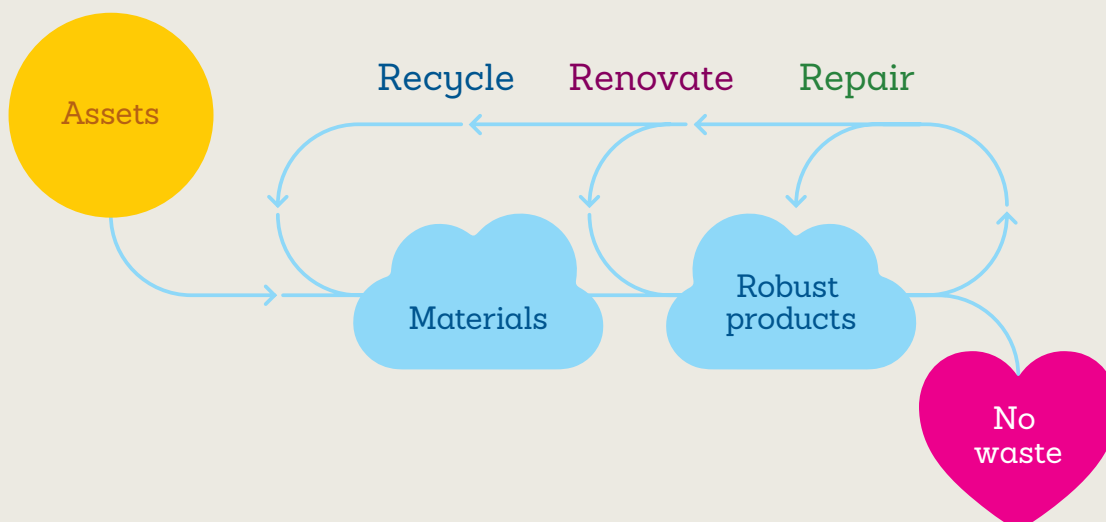 Assets
Recycle
Renovate
Repair
Materials
Robust
products
No
waste